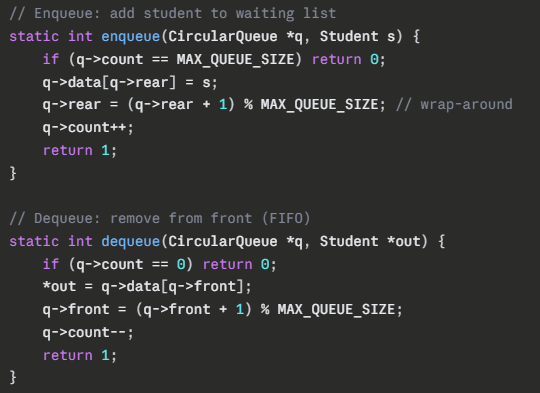 // Enqueue: add student to waiting list
static int enqueue(CircularQueue *q, Student s) {
    if (q->count == MAX_QUEUE_SIZE) return 0;
    q->data[q->rear] = s;
    q->rear = (q->rear + 1) % MAX_QUEUE_SIZE; // wrap-around
    q->count++;
    return 1;
}

// Dequeue: remove from front (FIFO)
static int dequeue(CircularQueue *q, Student *out) {
    if (q->count == 0) return 0;
    *out = q->data[q->front];
    q->front = (q->front + 1) % MAX_QUEUE_SIZE;
    q->count--;
    return 1;
}